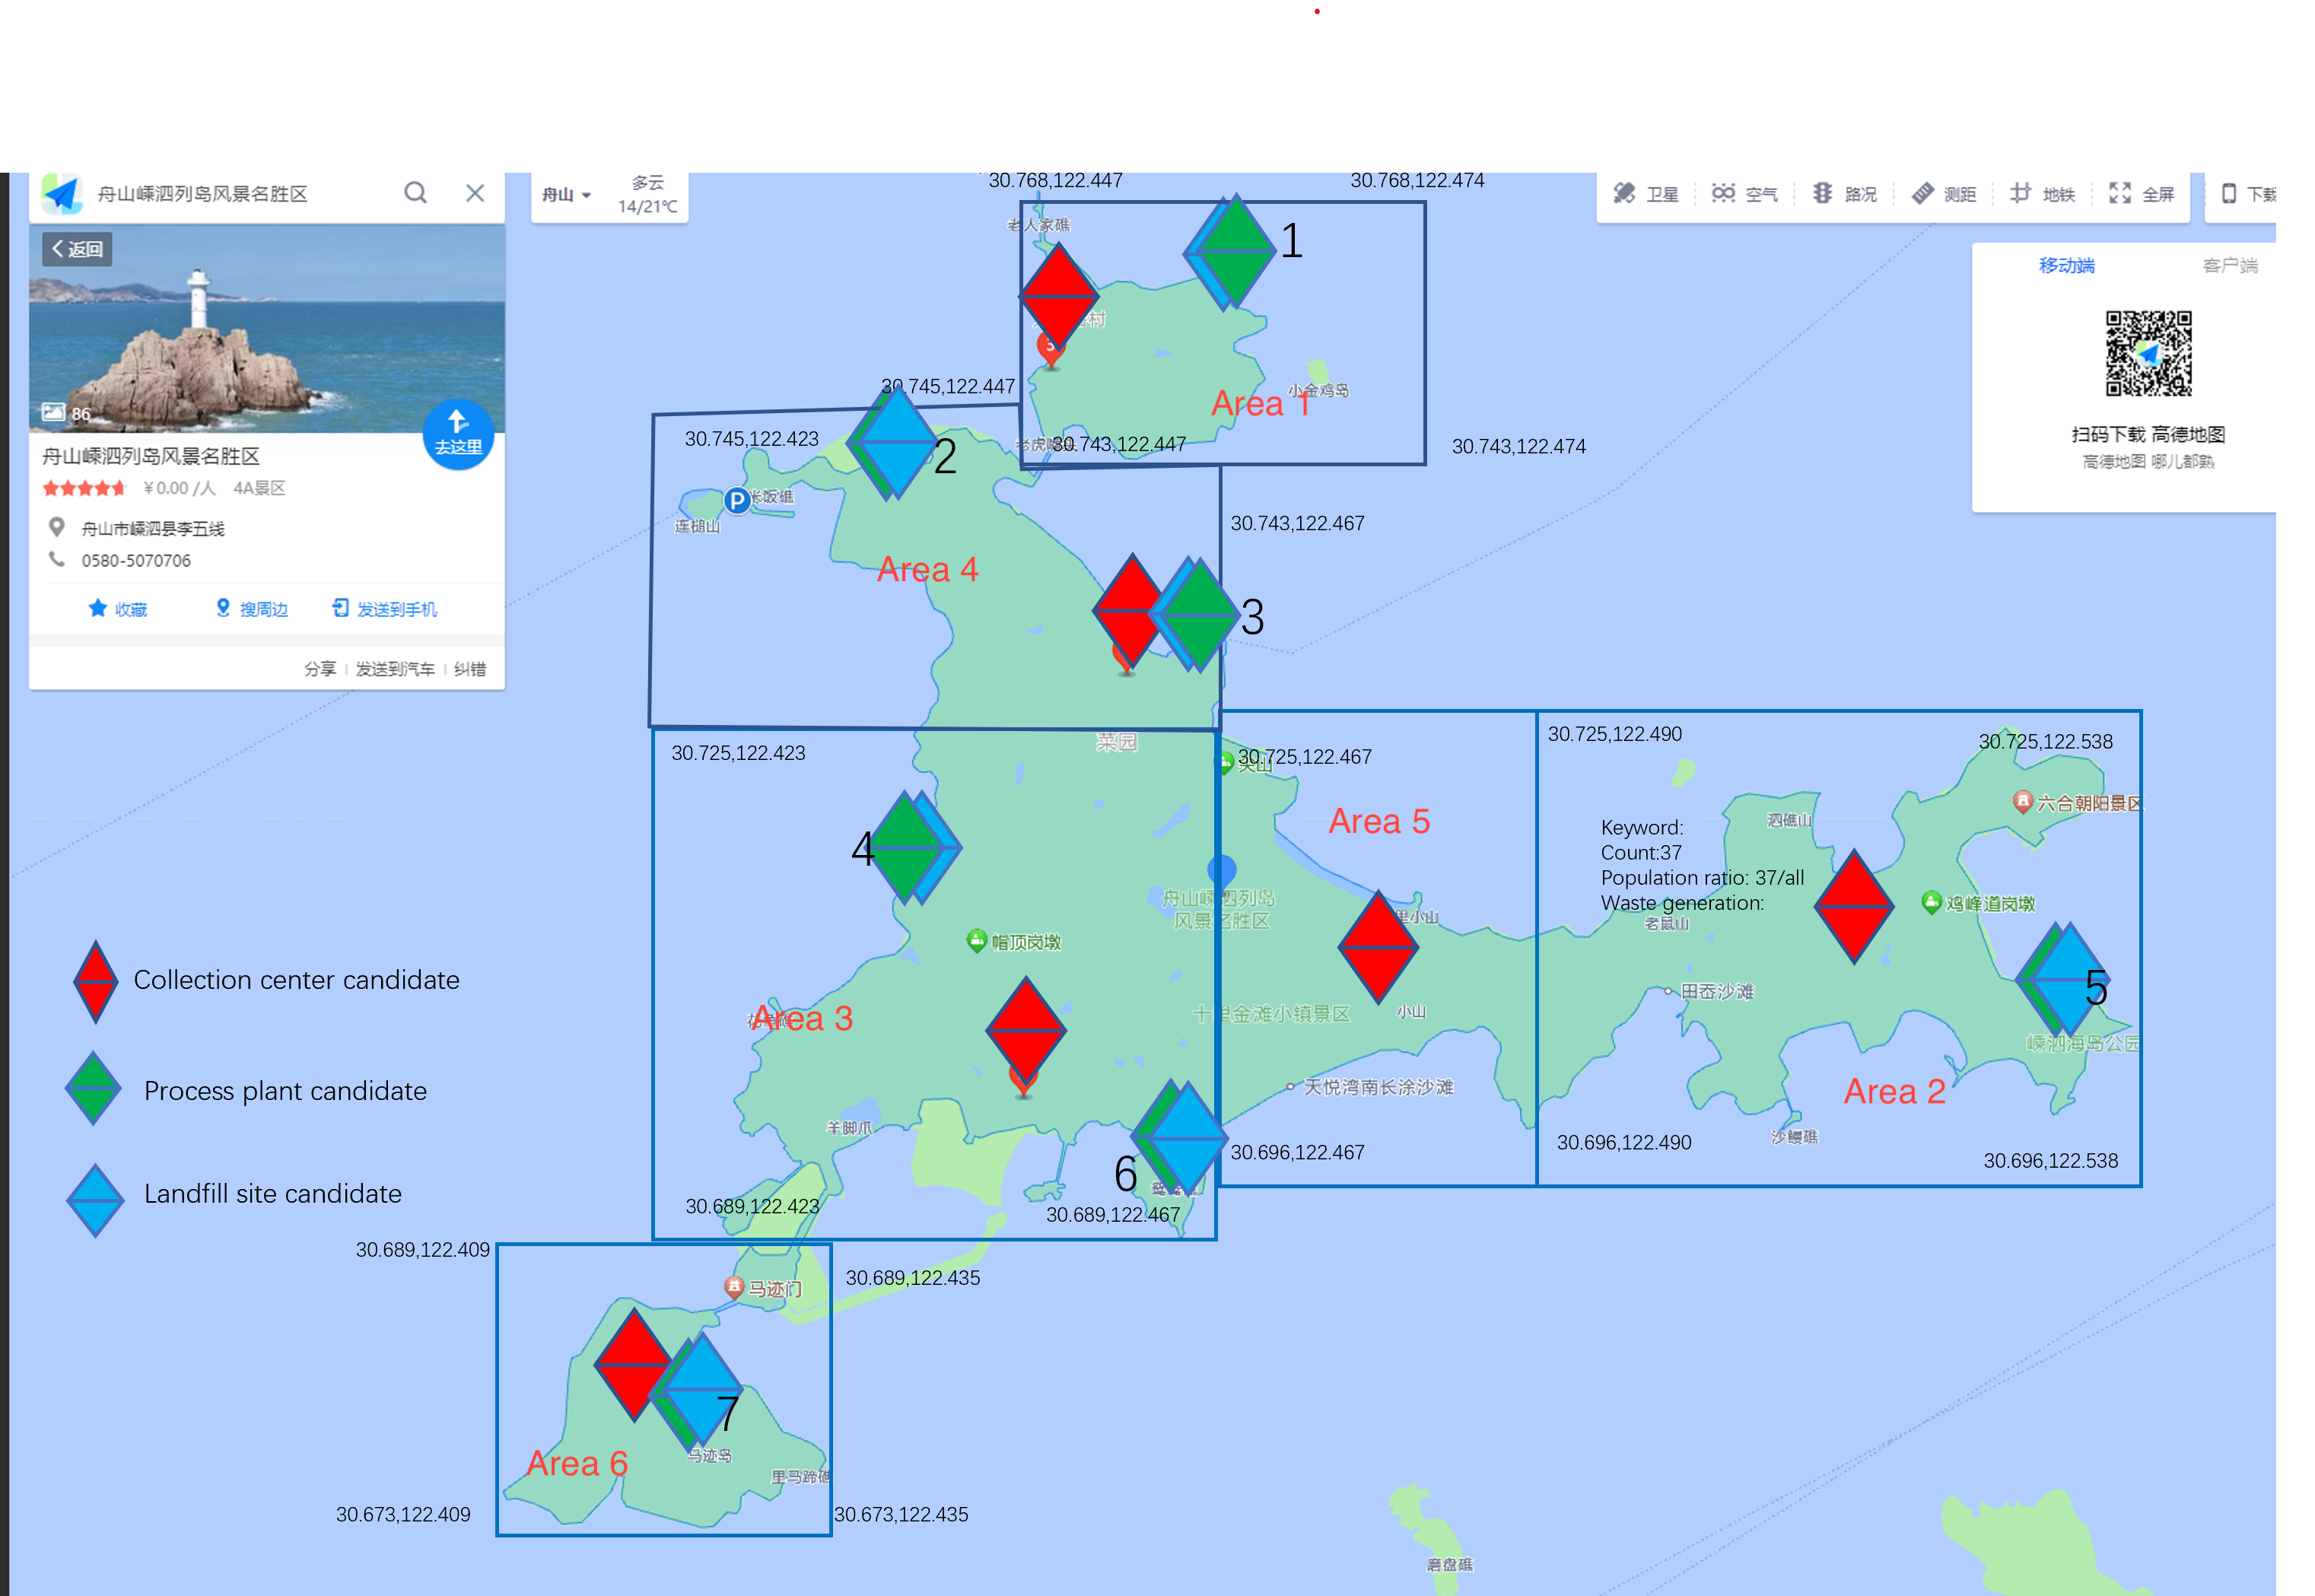 舟山嵊泗列岛风景名胜区
舟山
多云
14/21℃
30.768,122.447
30.768,122.474
卫星
空气
路况
测距
地铁
全屏
下载
返回
86
去这里
舟山嵊泗列岛风景名胜区
￥0.00 /人 4A景区
舟山市嵊泗县李五线
0580-5070706
收藏
搜周边
发送到手机
分享
发送到汽车
纠错
移动端
客户端
扫码下载 高德地图
高德地图 哪儿都熟
老人家礁
1
村
3
小金鸡岛
Area 1
30.745,122.447
30.743,122.447
30.743,122.474
30.745,122.423
2
P
米饭礁
连槌山
30.743,122.467
Area 4
3
菜园
30.725,122.423
30.725,122.467
30.725,122.490
30.725,122.538
六合朝阳景区
Area 5
泗礁山
Keyword:
Count:37
Population ratio: 37/all
Waste generation:
4
舟山嵊泗列岛
风景名胜区
里小山
老鼠山
鸡峰道岗墩
帽顶岗墩
田岙沙滩
5
Collection center candidate
Area 3
十里金滩小镇景区
小山
嵊泗海岛公园
Process plant candidate
天悦湾南长涂沙滩
Area 2
羊脚爪
沙鳗礁
30.696,122.467
30.696,122.490
30.696,122.538
6
Landfill site candidate
30.689,122.423
30.689,122.467
30.689,122.409
30.689,122.435
马迹门
7
马迹岛
Area 6
里马蹄礁
30.673,122.409
30.673,122.435
磨盘礁